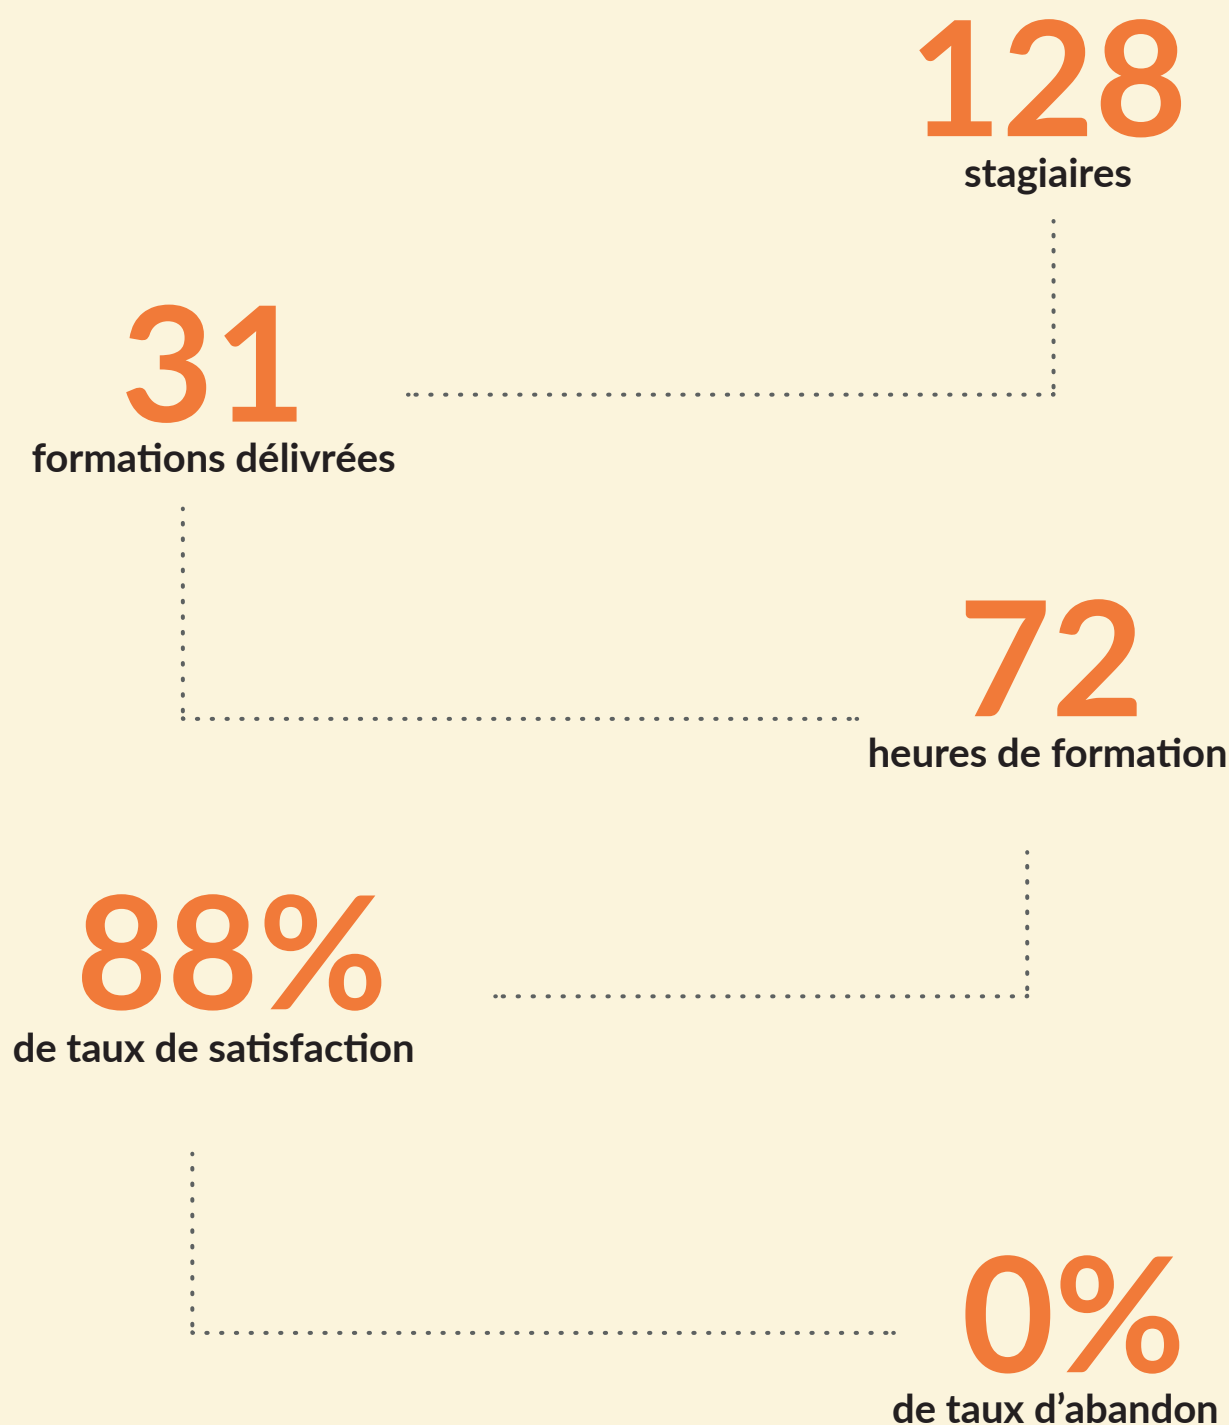 128
stagiaires
31
formations délivrées
72
heures de formation
88%
de taux de satisfaction
0%
de taux d’abandon